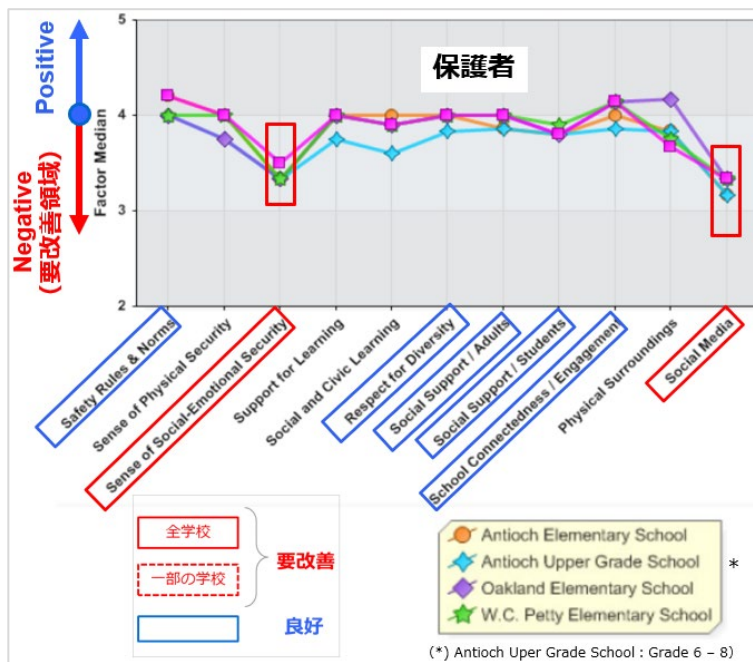 Positive
Negative
(要改善領域)
Factor Median
5
4
3
2
保護者
Safety Rules & Norms
Sense of Physical Security
Sense of Social-Emotional Security
Support for Learning
Social and Civic Learning
Respect for Diversity
Social Support / Adults
Social Support / Students
School Connectedness / Engagement
Physical Surroundings
Social Media
全学校
一部の学校
要改善
良好
Antioch Elementary School
Antioch Upper Grade School
*
Oakland Elementary School
W.C. Petty Elementary School
(*) Antioch Uper Grade School : Grade 6 – 8)